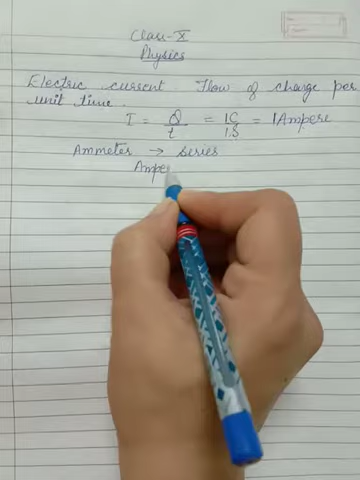 Class-X
Physics
Electric current. Flow of charge per
unit time.
I = Q/t = 1C/1S = 1Ampere
Ammeter → series
Ampe